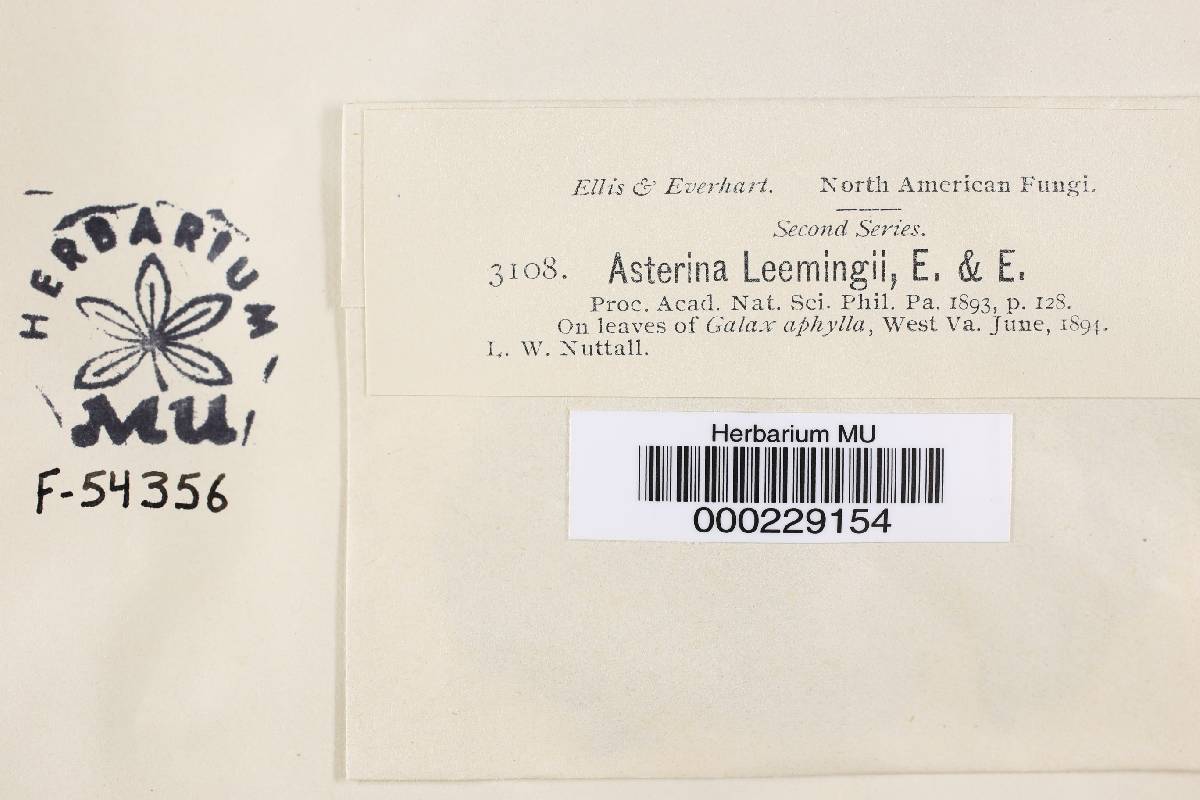 Ellis & Everhart. North American Fungi.
Second Series.
3108. Asterina Leemingii, E. & E.
Proc. Acad. Nat. Sci. Phil. Pa. 1893, p. 128.
On leaves of Galax aphylla, West Va. June, 1894.
L. W. Nuttall.
HERBARIUM
MU
F-54356
Herbarium MU
000229154